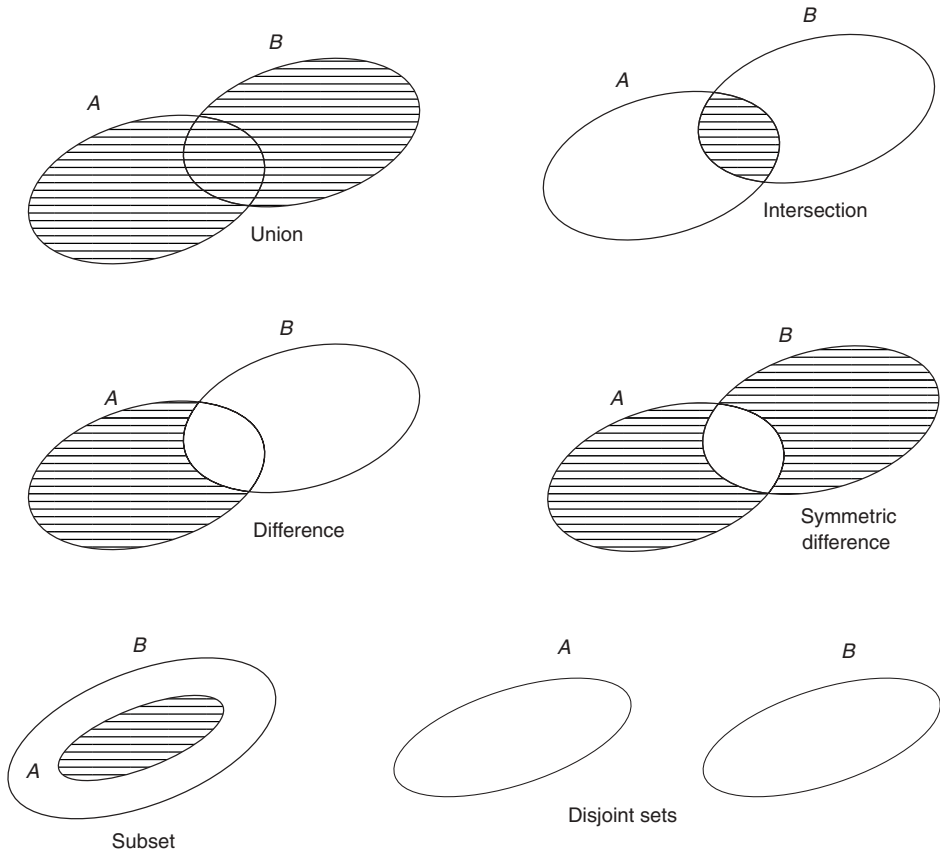 B
A
Union
B
A
Intersection
B
A
Difference
B
A
Symmetric
difference
B
A
Subset
A
B
Disjoint sets